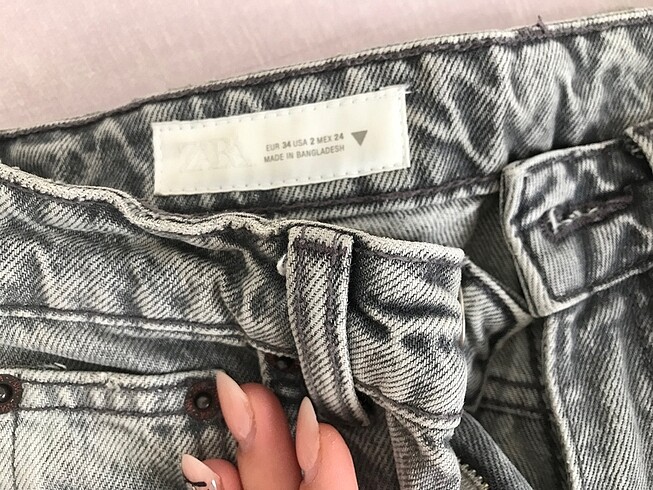 ZARA
EUR 34 USA 2 MEX 24
MADE IN BANGLADESH